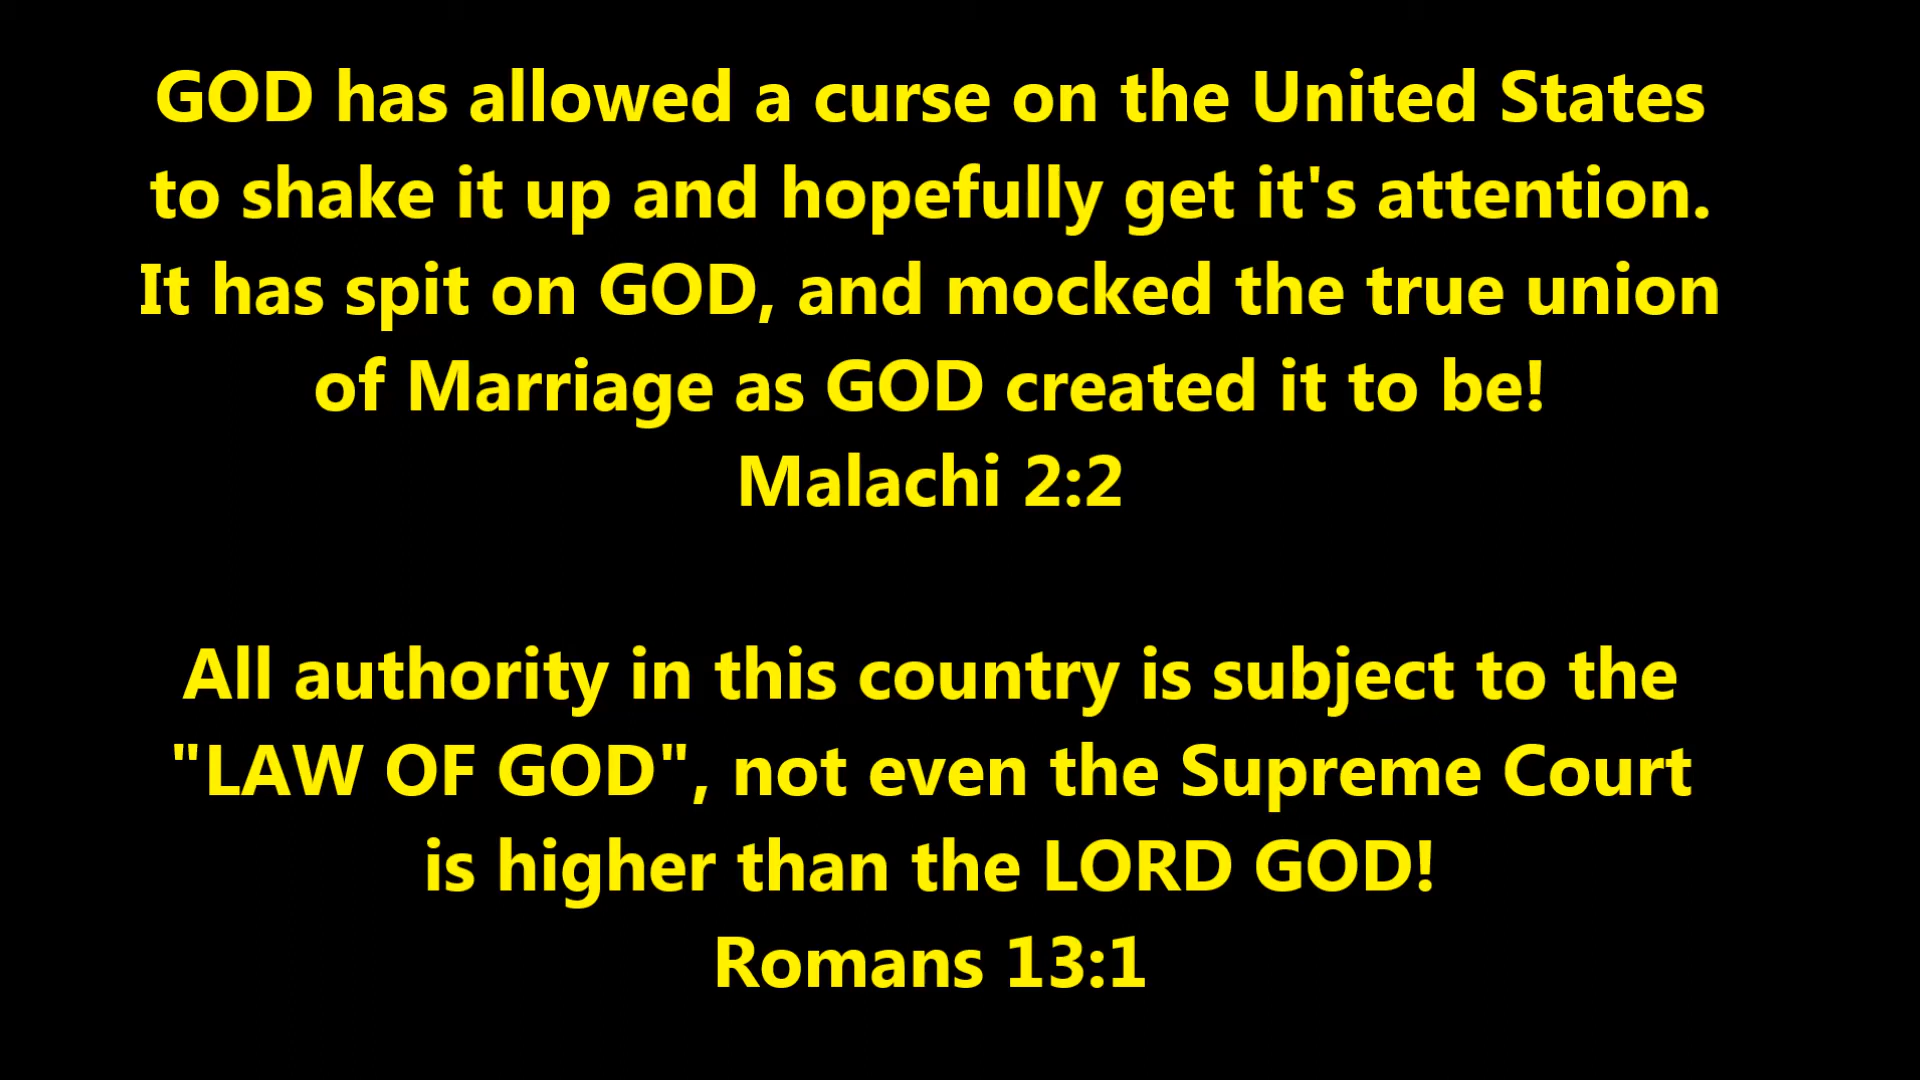 GOD has allowed a curse on the United States
to shake it up and hopefully get it's attention.
It has spit on GOD, and mocked the true union
of Marriage as GOD created it to be!
Malachi 2:2
All authority in this country is subject to the
"LAW OF GOD", not even the Supreme Court
is higher than the LORD GOD!
Romans 13:1